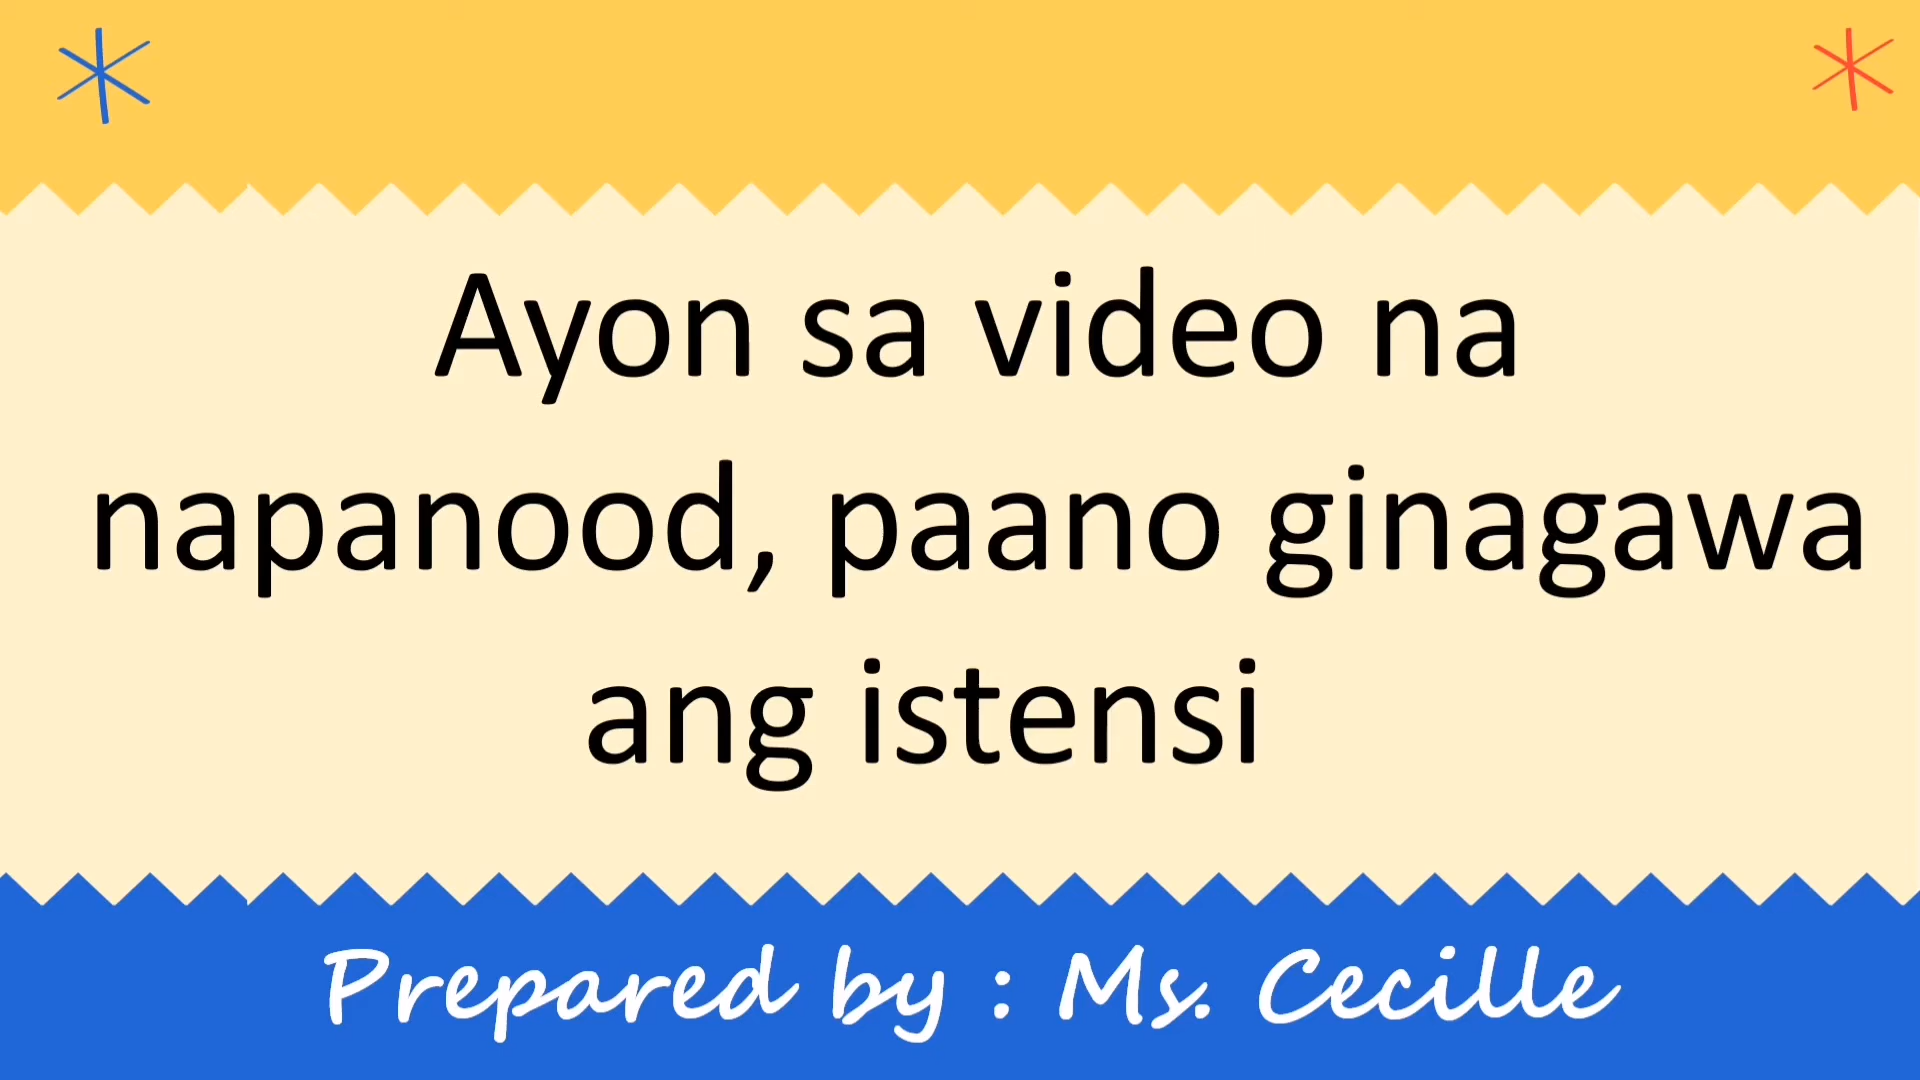 Ayon sa video na
napanood, paano ginagawa
ang istensi
Prepared by : Ms. Cecille